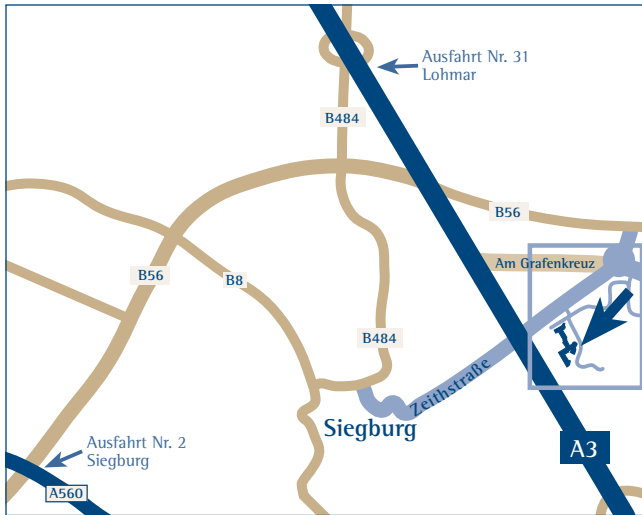 Ausfahrt Nr. 31
Lohmar
B484
B56
Am Grafenkreuz
B56
B8
B484
Zeithstraße
Siegburg
A3
Ausfahrt Nr. 2
Siegburg
A560